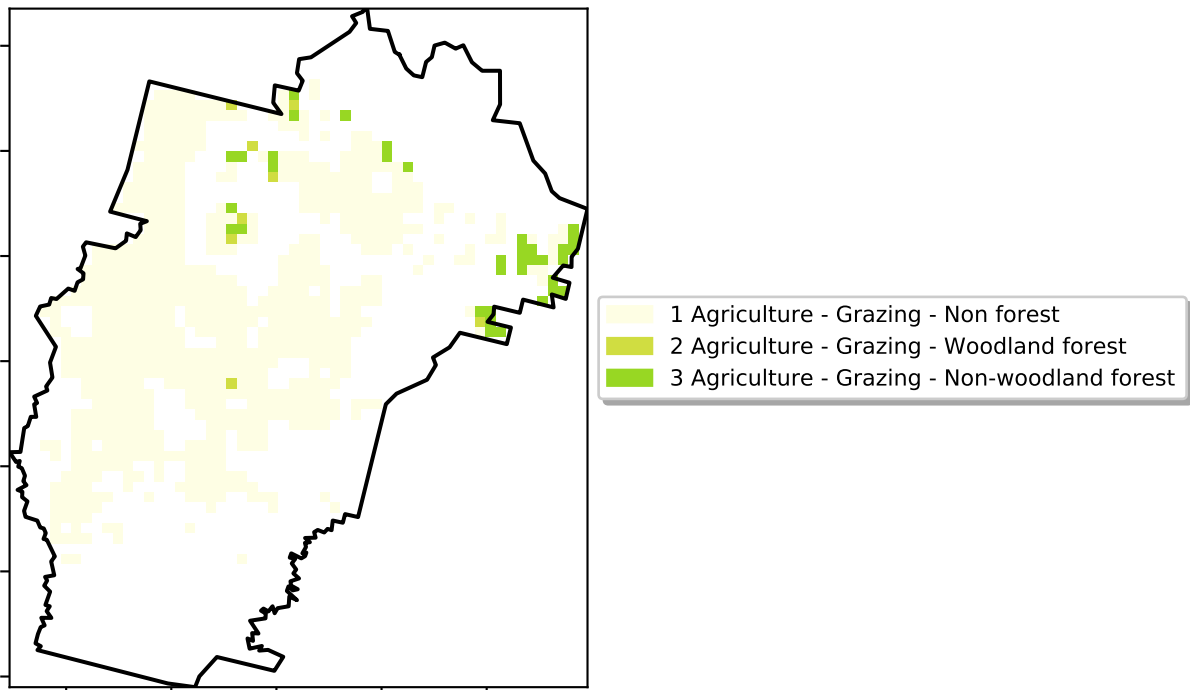 1 Agriculture - Grazing - Non forest
2 Agriculture - Grazing - Woodland forest
3 Agriculture - Grazing - Non-woodland forest